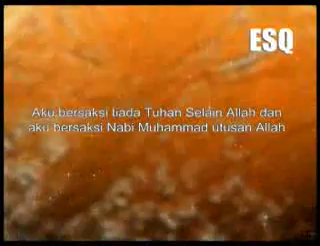 ESQ
Aku bersaksi tiada Tuhan Selain Allah dan
aku bersaksi Nabi Muhammad utusan Allah